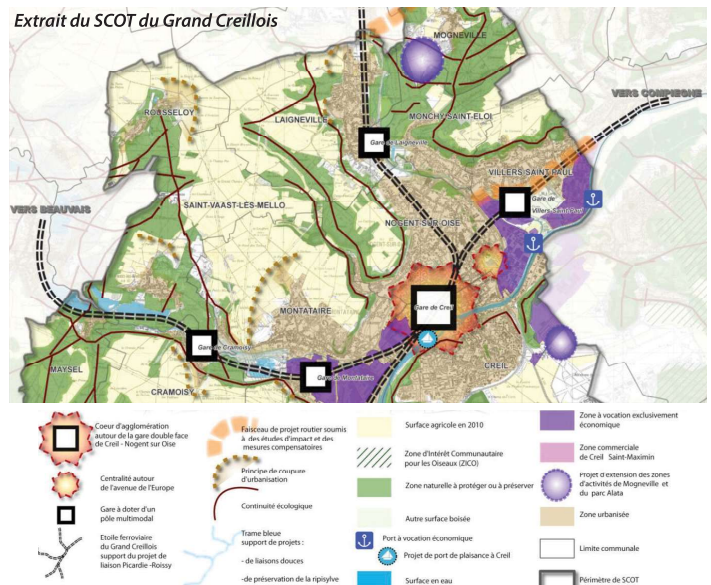 Extrait du SCOT du Grand Creillois
MOGNEVILLE
VERS COMPIEGNE
ROUSSELOY
LAIGNEVILLE
MONCHY-SAINT-ELOI
Gare de Laigneville
VILLERS SAINT PAUL
SAINT-VAAST-LES-MELLO
Gare de
Villers-Saint-Paul
VERS BEAUVAIS
NOGENT-SUR-OISE
Gare de Creil
MONTATAIRE
Gare de Cramoisy
MAYSEL
Gare de Montataire
CREIL
CRAMOISY
Coeur d'agglomération
autour de la gare double face
de Creil - Nogent sur Oise
Centralité autour
de l'avenue de l'Europe
Gare à doter d'un
pôle multimodal
Etoile ferroviaire
du Grand Creillois
support du projet de
liaison Picardie -Roissy
Faisceau de projet routier soumis
à des études d'impact et des
mesures compensatoires
Principe de coupure
d'urbanisation
Continuité écologique
Trame bleue
support de projets :
- de liaisons douces
-de préservation de la ripisylve
Surface agricole en 2010
Zone d'Intérêt Communautaire
pour les Oiseaux (ZICO)
Zone naturelle à protéger ou à préserver
Autre surface boisée
Port à vocation économique
Projet de port de plaisance à Creil
Surface en eau
Zone à vocation exclusivement
économique
Zone commerciale
de Creil Saint-Maximin
Projet d'extension des zones
d'activités de Mogneville et
du parc Alata
Zone urbanisée
Limite communale
Périmètre de SCOT